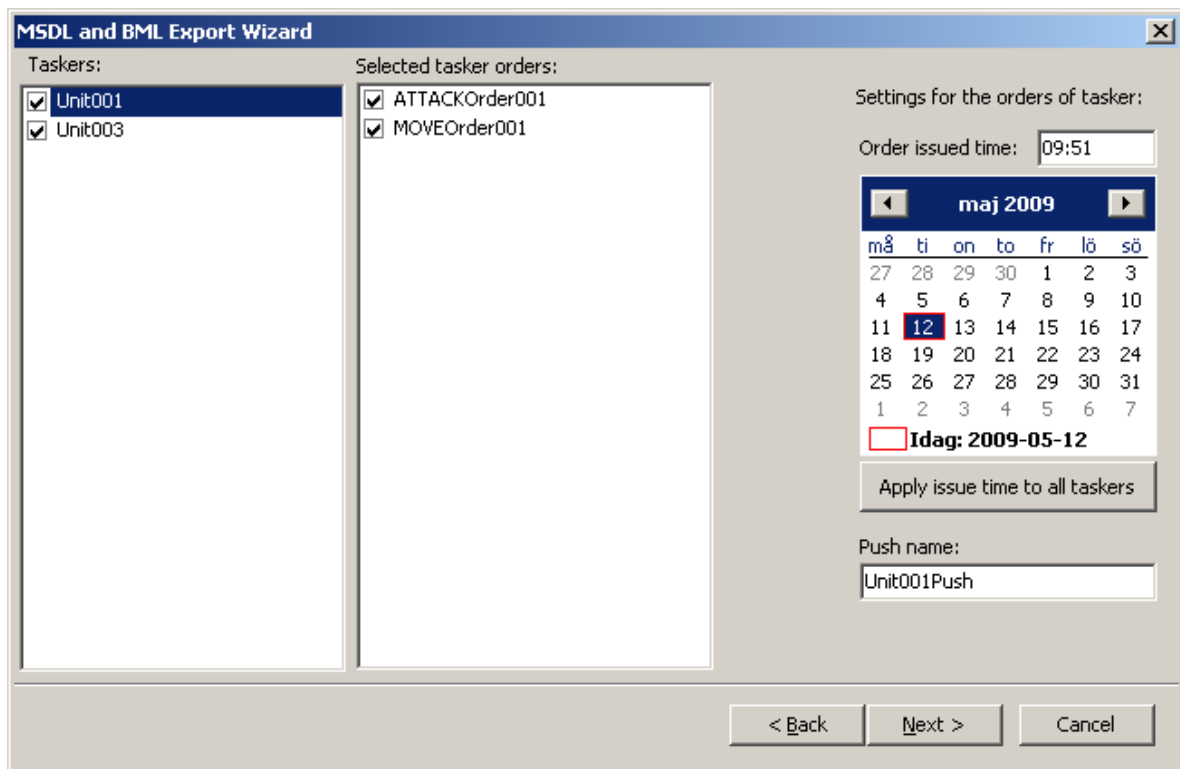 MSDL and BML Export Wizard
Taskers:
Unit001
Unit003
Selected tasker orders:
ATTACKOrder001
MOVEOrder001
Settings for the orders of tasker:
Order issued time: 09:51
maj 2009
må ti on to fr lö sö
27 28 29 30 1 2 3
4 5 6 7 8 9 10
11 12 13 14 15 16 17
18 19 20 21 22 23 24
25 26 27 28 29 30 31
1 2 3 4 5 6 7
Idag: 2009-05-12
Apply issue time to all taskers
Push name:
Unit001Push
< Back
Next >
Cancel